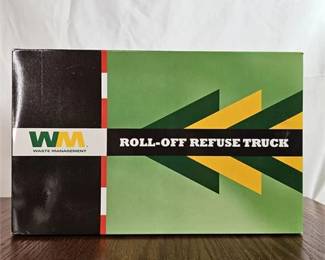 WM
WASTE MANAGEMENT
ROLL-OFF REFUSE TRUCK